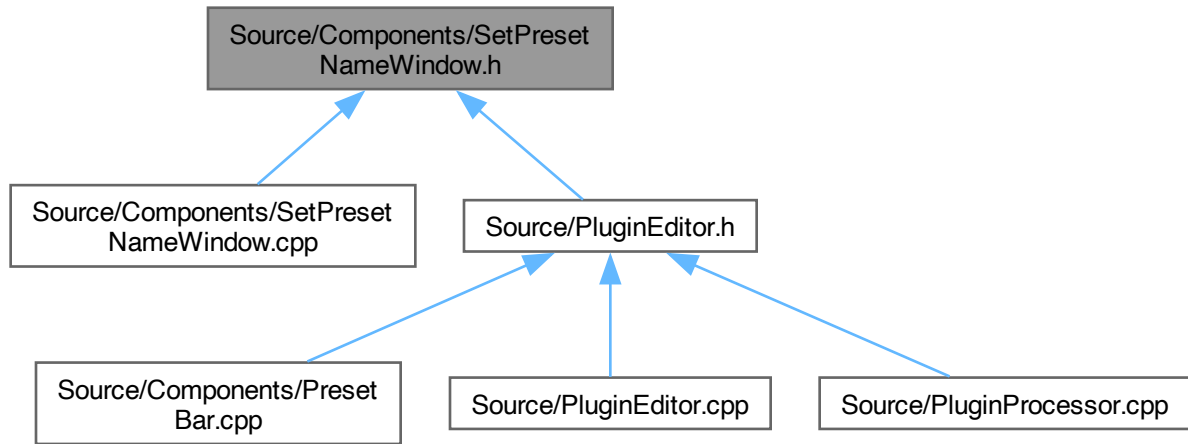 Source/Components/SetPreset
NameWindow.h
Source/Components/SetPreset
NameWindow.cpp
Source/PluginEditor.h
Source/Components/Preset
Bar.cpp
Source/PluginEditor.cpp
Source/PluginProcessor.cpp